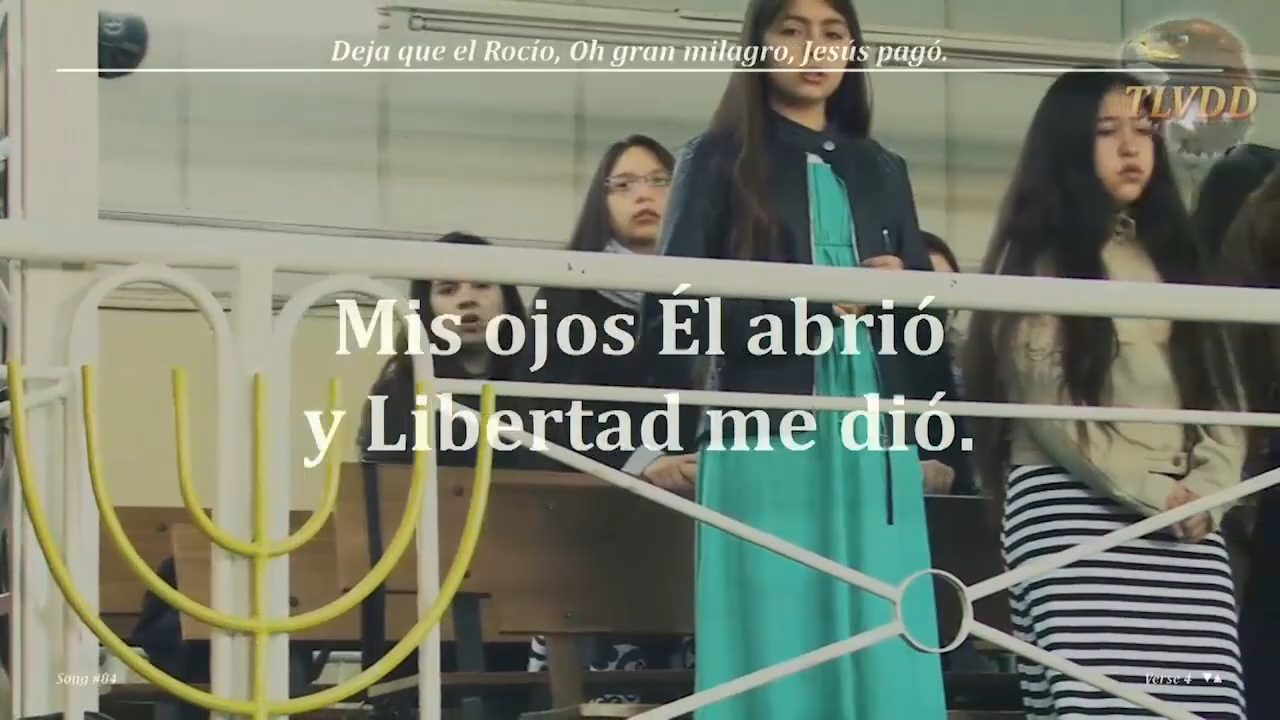 Deja que el Rocío, Oh gran milagro, Jesús pagó.
TLVDD
Mis ojos Él abrió
y Libertad me dió.
Song #84
Verse 4 ▼▲